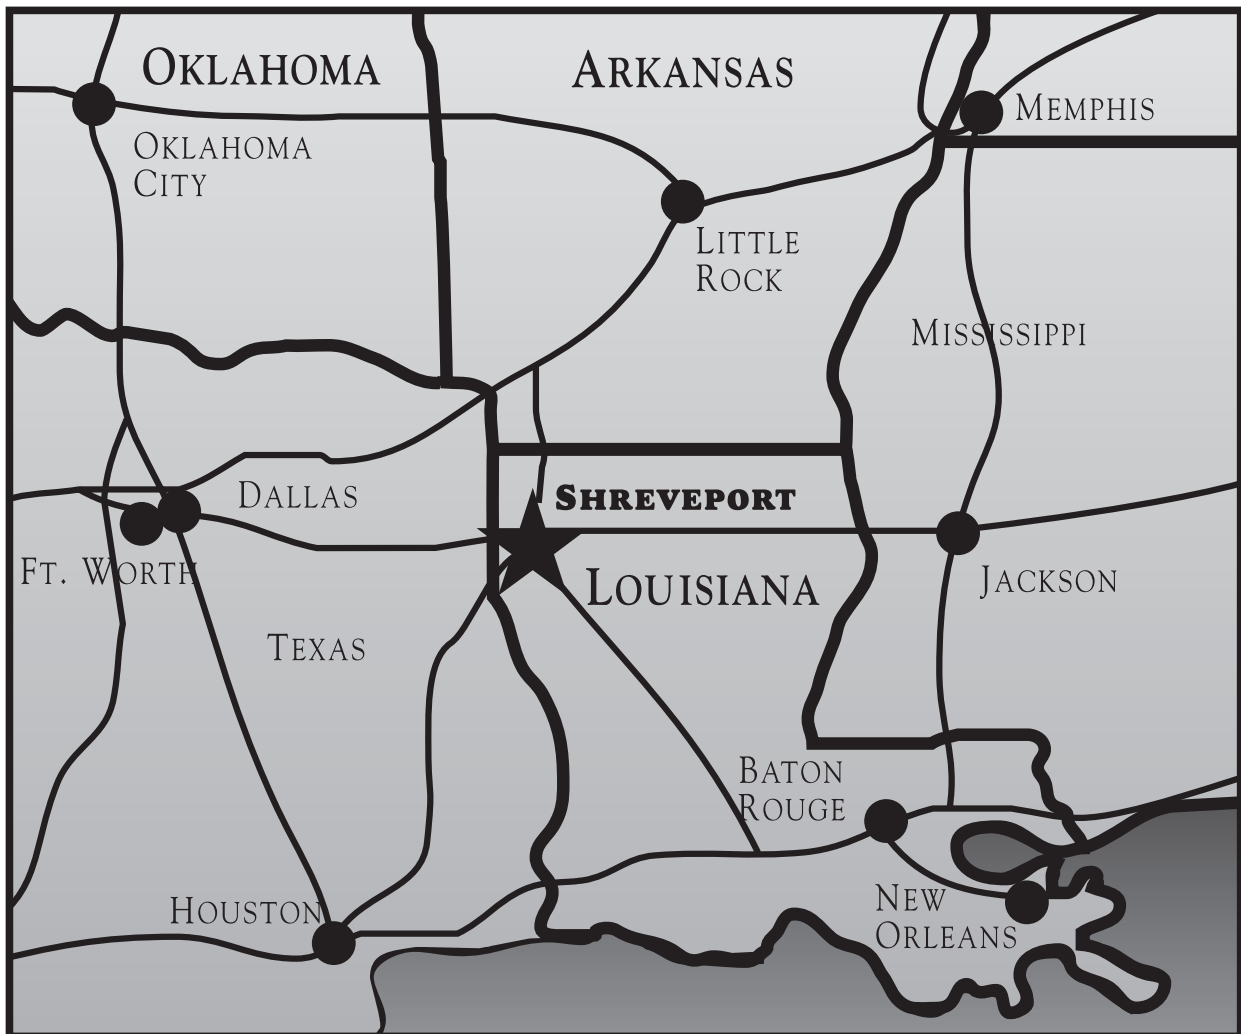 OKLAHOMA
ARKANSAS
MEMPHIS
OKLAHOMA
CITY
LITTLE
ROCK
MISSISSIPPI
DALLAS
SHREVEPORT
FT. WORTH
LOUISIANA
JACKSON
TEXAS
BATON
ROUGE
HOUSTON
NEW
ORLEANS